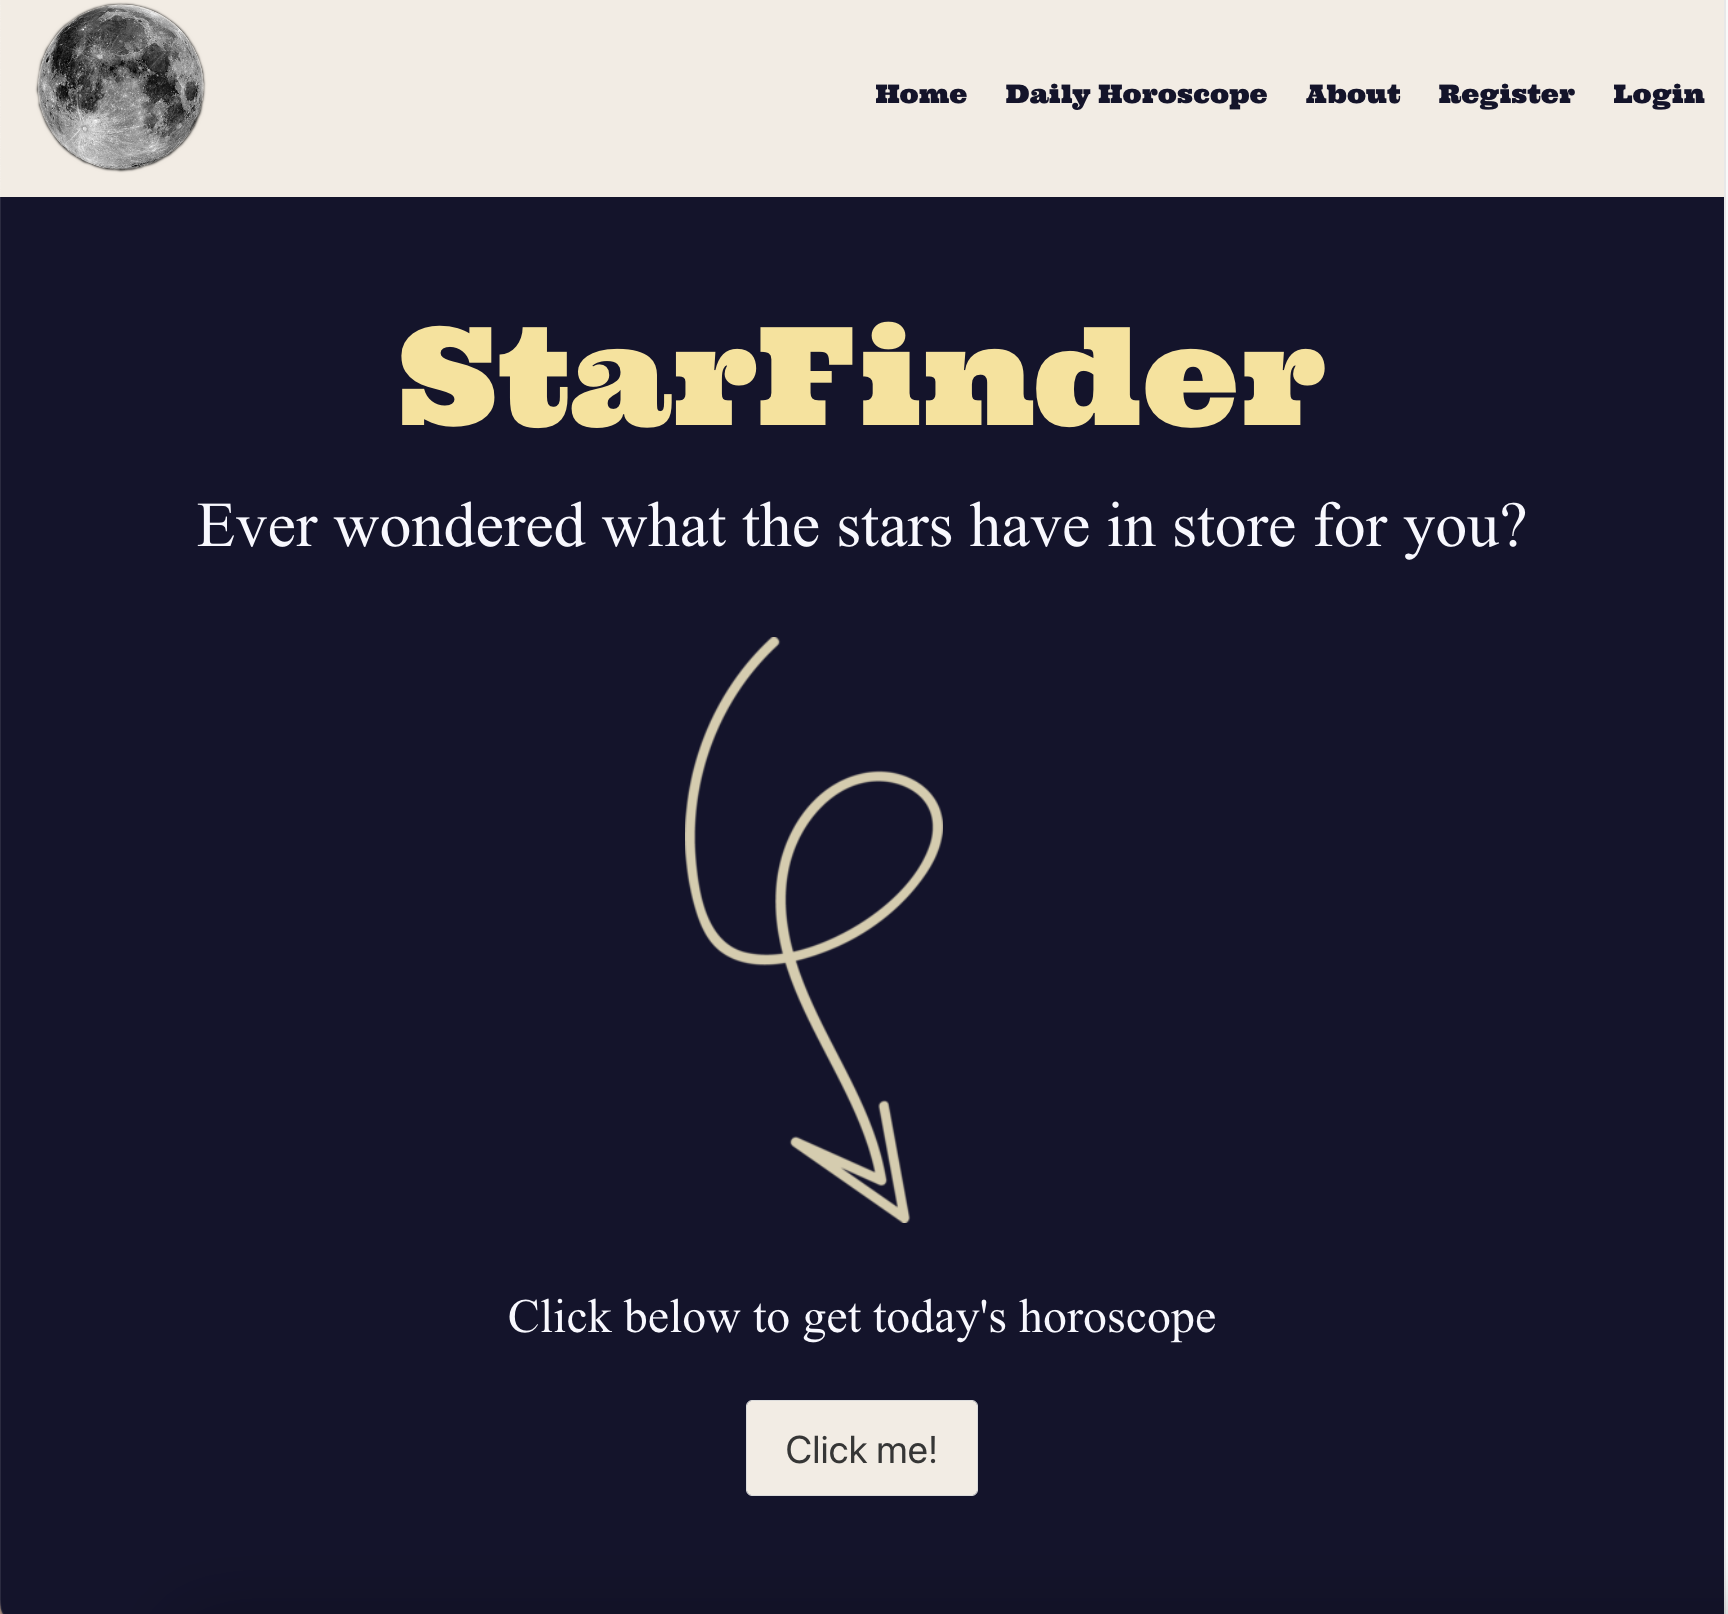 Home Daily Horoscope About Register Login
StarFinder
Ever wondered what the stars have in store for you?
Click below to get today's horoscope
Click me!